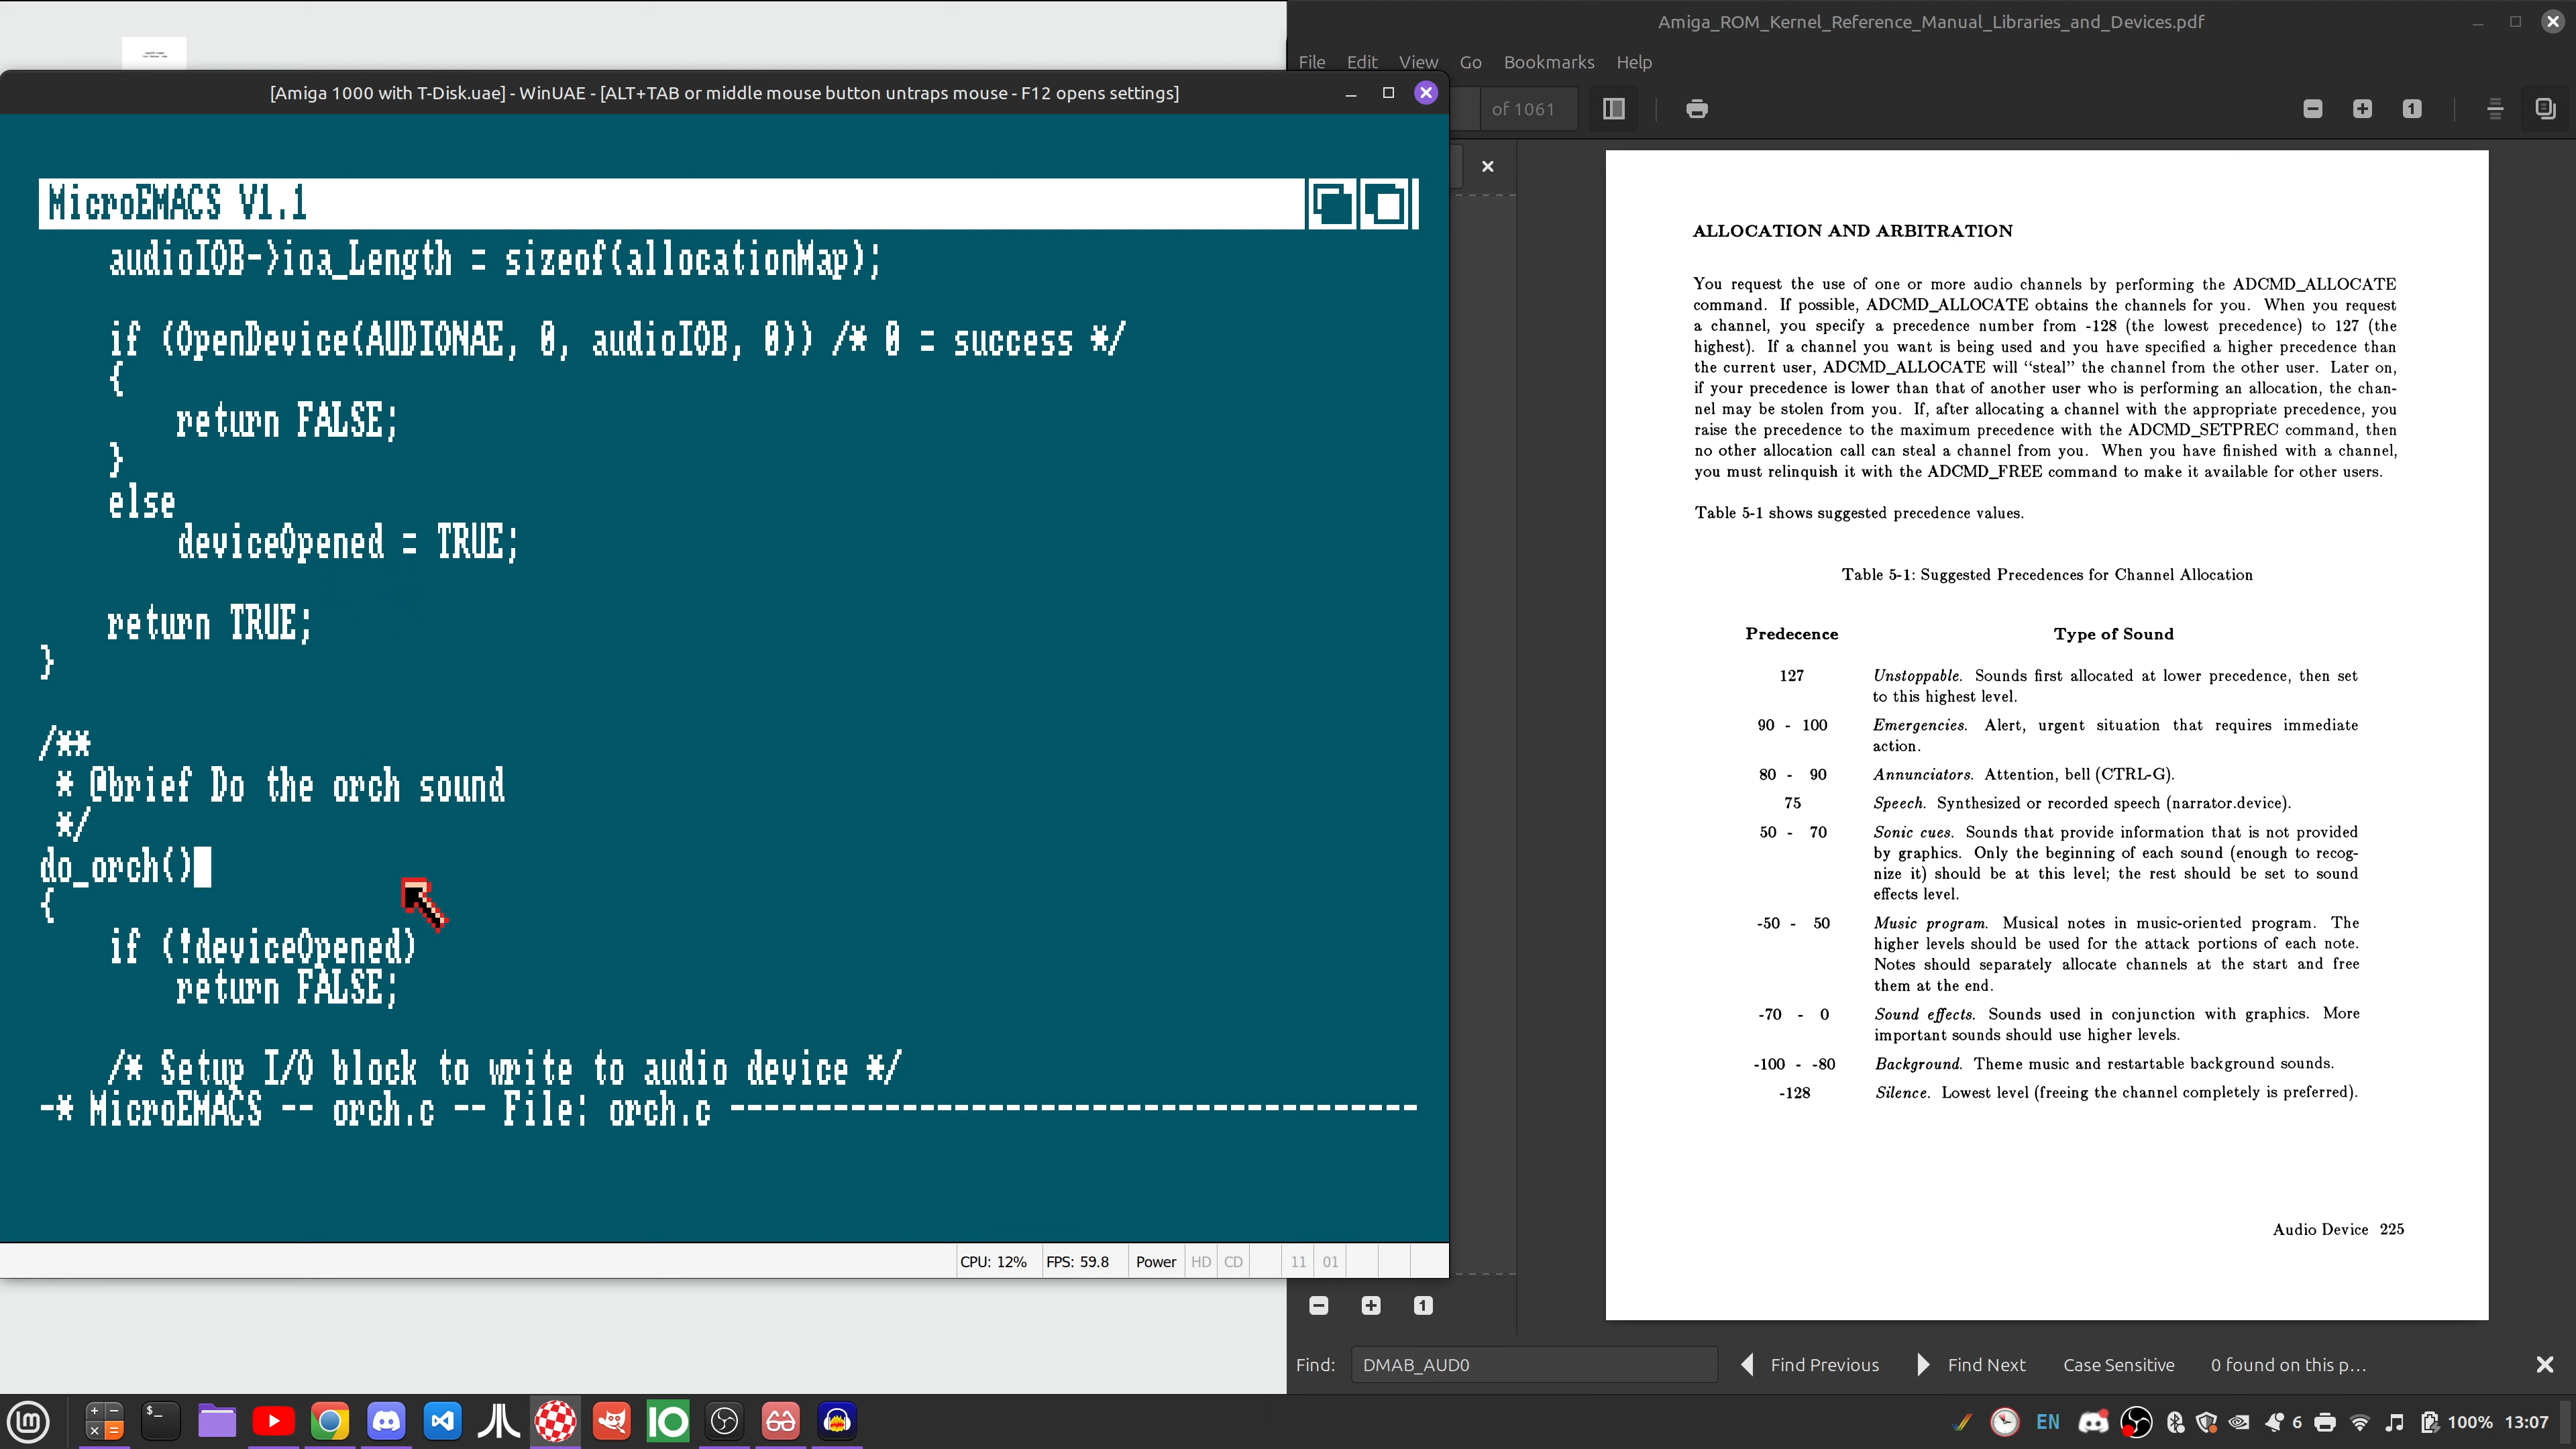 Amiga_ROM_Kernel_Reference_Manual_Libraries_and_Devices.pdf
File Edit View Go Bookmarks Help
[Amiga 1000 with T-Disk.uae] - WinUAE - [ALT+TAB or middle mouse button untraps mouse - F12 opens settings]
of 1061
MicroEMACS V1.1
audioIOB->ioa_Length = sizeof(allocationMap);
if (OpenDevice(AUDIONAE, 0, audioIOB, 0)) /* 0 = success */
{
return FALSE;
}
else
deviceOpened = TRUE;
return TRUE;
}
/**
* @brief Do the orch sound
*/
do_orch()
{
if (!deviceOpened)
return FALSE;
/* Setup I/O block to write to audio device */
-* MicroEMACS -- orch.c -- File: orch.c ----------------------------------------
CPU: 12% FPS: 59.8 Power HD CD 11 01
ALLOCATION AND ARBITRATION
You request the use of one or more audio channels by performing the ADCMD_ALLOCATE
command. If possible, ADCMD_ALLOCATE obtains the channels for you. When you request
a channel, you specify a precedence number from -128 (the lowest precedence) to 127 (the
highest). If a channel you want is being used and you have specified a higher precedence than
the current user, ADCMD_ALLOCATE will “steal” the channel from the other user. Later on,
if your precedence is lower than that of another user who is performing an allocation, the chan-
nel may be stolen from you. If, after allocating a channel with the appropriate precedence, you
raise the precedence to the maximum precedence with the ADCMD_SETPREC command, then
no other allocation call can steal a channel from you. When you have finished with a channel,
you must relinquish it with the ADCMD_FREE command to make it available for other users.
Table 5-1 shows suggested precedence values.
Table 5-1: Suggested Precedences for Channel Allocation
Predecence Type of Sound
127 Unstoppable. Sounds first allocated at lower precedence, then set
to this highest level.
90 - 100 Emergencies. Alert, urgent situation that requires immediate
action.
80 - 90 Annunciators. Attention, bell (CTRL-G).
75 Speech. Synthesized or recorded speech (narrator.device).
50 - 70 Sonic cues. Sounds that provide information that is not provided
by graphics. Only the beginning of each sound (enough to recog-
nize it) should be at this level; the rest should be set to sound
effects level.
-50 - 50 Music program. Musical notes in music-oriented program. The
higher levels should be used for the attack portions of each note.
Notes should separately allocate channels at the start and free
them at the end.
-70 - 0 Sound effects. Sounds used in conjunction with graphics. More
important sounds should use higher levels.
-100 - -80 Background. Theme music and restartable background sounds.
-128 Silence. Lowest level (freeing the channel completely is preferred).
Audio Device 225
Find: DMAB_AUD0 Find Previous Find Next Case Sensitive 0 found on this p…
EN 6 100% 13:07